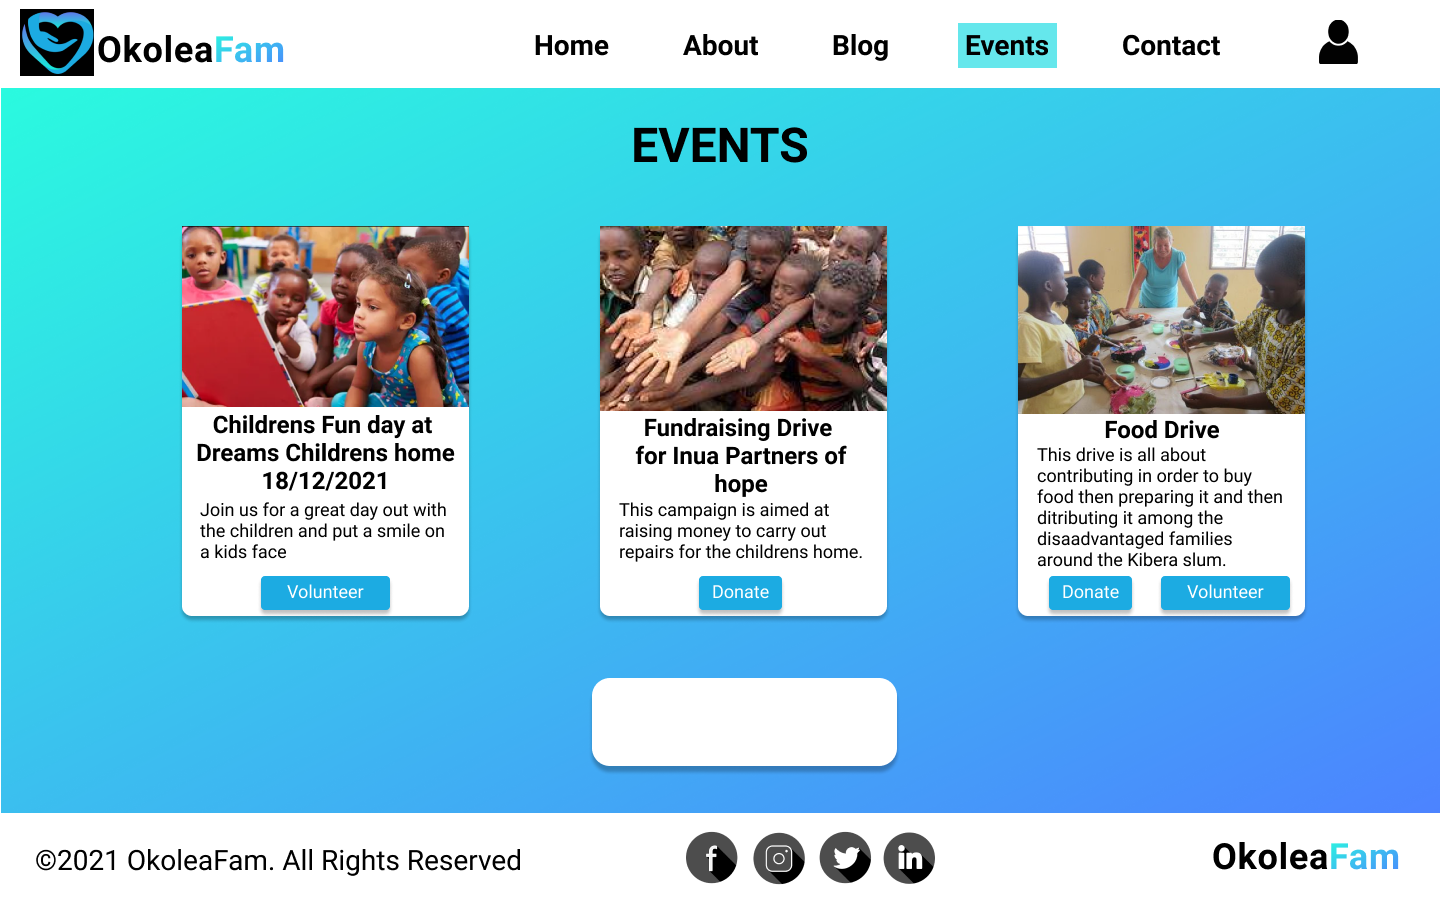 OkoleaFam
Home
About
Blog
Events
Contact
EVENTS
Childrens Fun day at
Dreams Childrens home
18/12/2021
Join us for a great day out with
the children and put a smile on
a kids face
Volunteer
Fundraising Drive
for Inua Partners of
hope
This campaign is aimed at
raising money to carry out
repairs for the childrens home.
Donate
Food Drive
This drive is all about
contributing in order to buy
food then preparing it and then
ditributing it among the
disaadvantaged families
around the Kibera slum.
Donate
Volunteer
©2021 OkoleaFam. All Rights Reserved
f
in
OkoleaFam